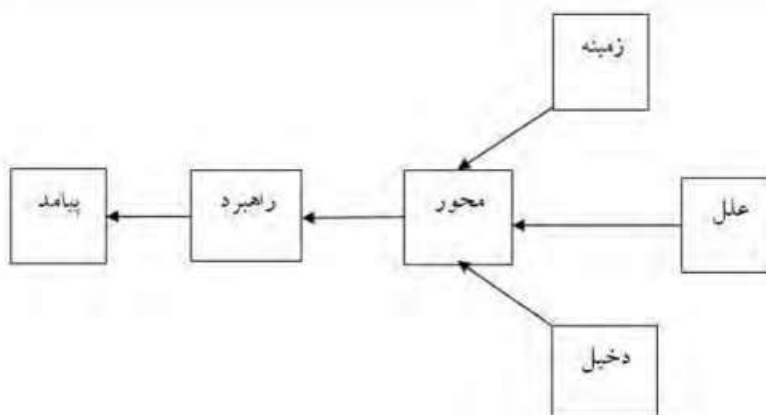 زمینه
علل
محور
راهبرد
پیامد
دخیل